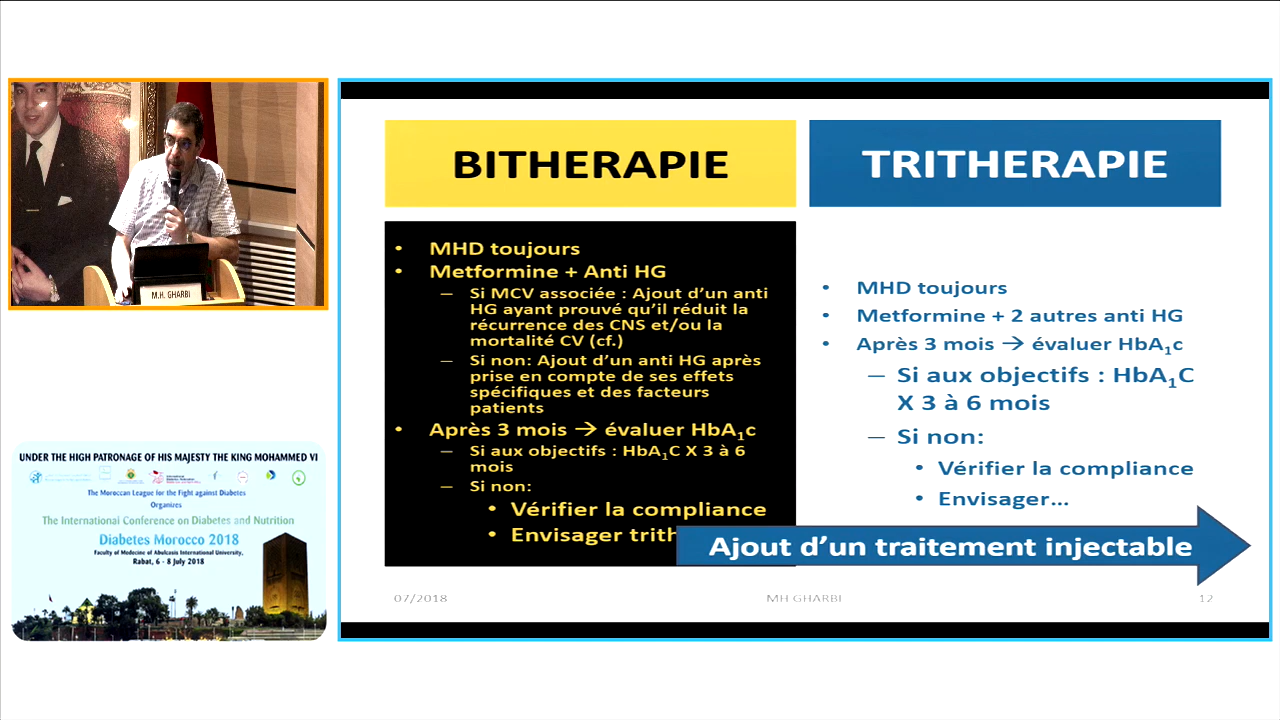 M.H. GHARBI
UNDER THE HIGH PATRONAGE OF HIS MAJESTY THE KING MOHAMMED VI
The Moroccan League for the Fight against Diabetes
Organizes
The International Conference on Diabetes and Nutrition
Diabetes Morocco 2018
Faculty of Medecine of Abulcasis International University,
Rabat, 6 - 8 July 2018
BITHERAPIE
• MHD toujours
• Metformine + Anti HG
– Si MCV associée : Ajout d’un anti
HG ayant prouvé qu’il réduit la
récurrence des CNS et/ou la
mortalité CV (cf.)
– Si non: Ajout d’un anti HG après
prise en compte de ses effets
spécifiques et des facteurs
patients
• Après 3 mois → évaluer HbA₁c
– Si aux objectifs : HbA₁C X 3 à 6
mois
– Si non:
• Vérifier la compliance
• Envisager trith
TRITHERAPIE
• MHD toujours
• Metformine + 2 autres anti HG
• Après 3 mois → évaluer HbA₁c
– Si aux objectifs : HbA₁C
X 3 à 6 mois
– Si non:
• Vérifier la compliance
• Envisager...
Ajout d’un traitement injectable
07/2018
MH GHARBI
12